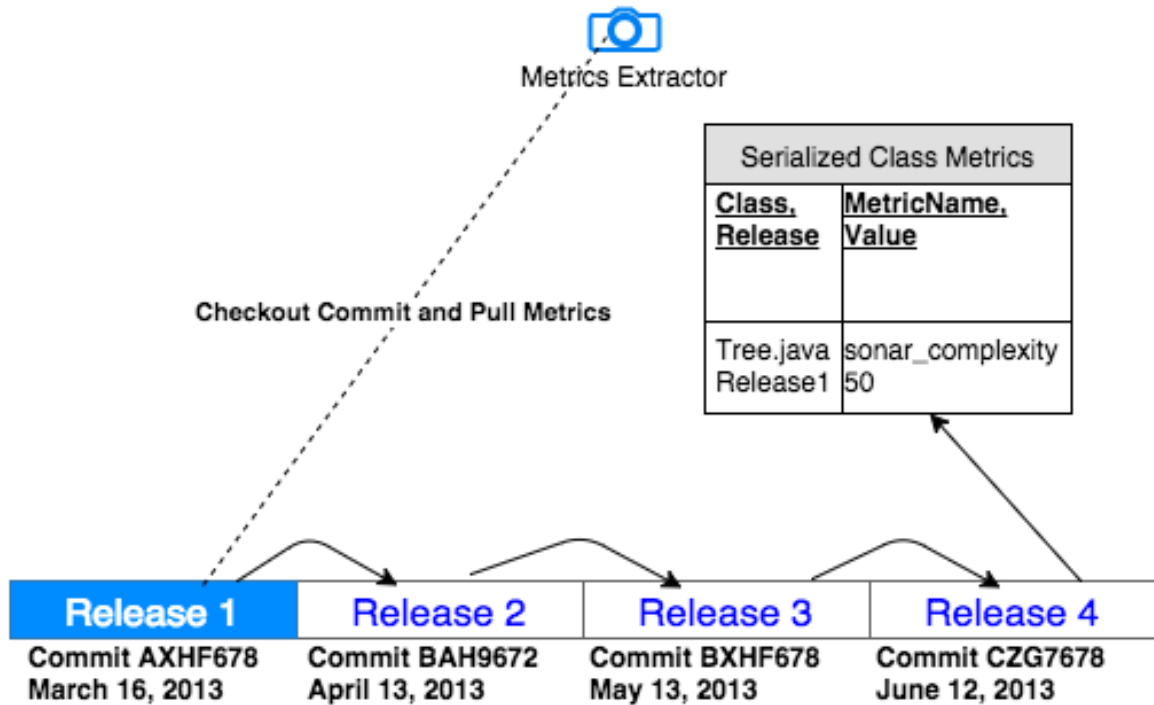 Metrics Extractor
Serialized Class Metrics
Class,
Release
MetricName,
Value
Tree.java
Release1
sonar_complexity
50
Checkout Commit and Pull Metrics
Release 1
Release 2
Release 3
Release 4
Commit AXHF678
March 16, 2013
Commit BAH9672
April 13, 2013
Commit BXHF678
May 13, 2013
Commit CZG7678
June 12, 2013